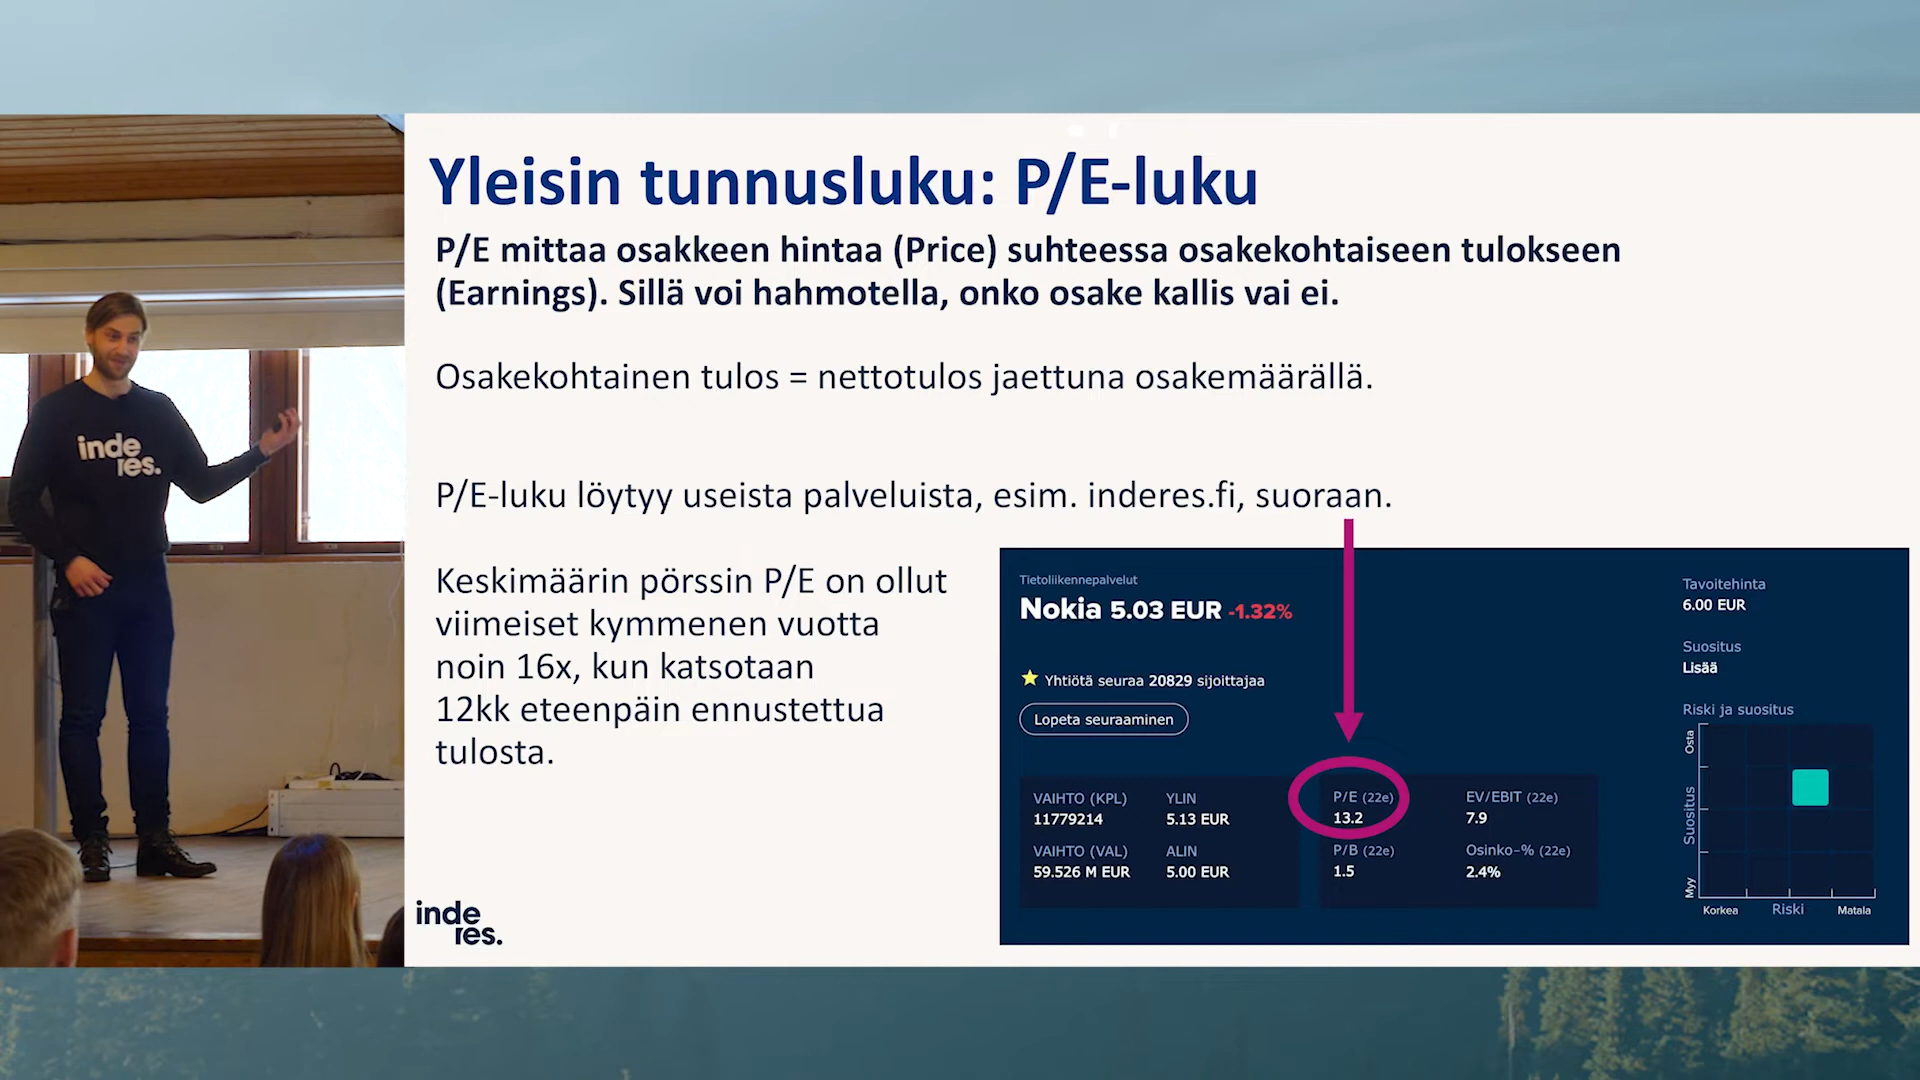 Yleisin tunnusluku: P/E-luku
P/E mittaa osakkeen hintaa (Price) suhteessa osakekohtaiseen tulokseen
(Earnings). Sillä voi hahmotella, onko osake kallis vai ei.
Osakekohtainen tulos = nettotulos jaettuna osakemäärällä.
P/E-luku löytyy useista palveluista, esim. inderes.fi, suoraan.
Keskimäärin pörssin P/E on ollut
viimeiset kymmenen vuotta
noin 16x, kun katsotaan
12kk eteenpäin ennustettua
tulosta.
Tietoliikennepalvelut
Nokia 5.03 EUR -1.32%
Yhtiötä seuraa 20829 sijoittajaa
Lopeta seuraaminen
VAIHTO (KPL)
11779214
YLIN
5.13 EUR
VAIHTO (VAL)
59.526 M EUR
ALIN
5.00 EUR
P/E (22e)
13.2
EV/EBIT (22e)
7.9
P/B (22e)
1.5
Osinko-% (22e)
2.4%
Tavoitehinta
6.00 EUR
Suositus
Lisää
Riski ja suositus
Osta
Suositus
Myy
Korkea
Riski
Matala
inde
res.
inde
res.